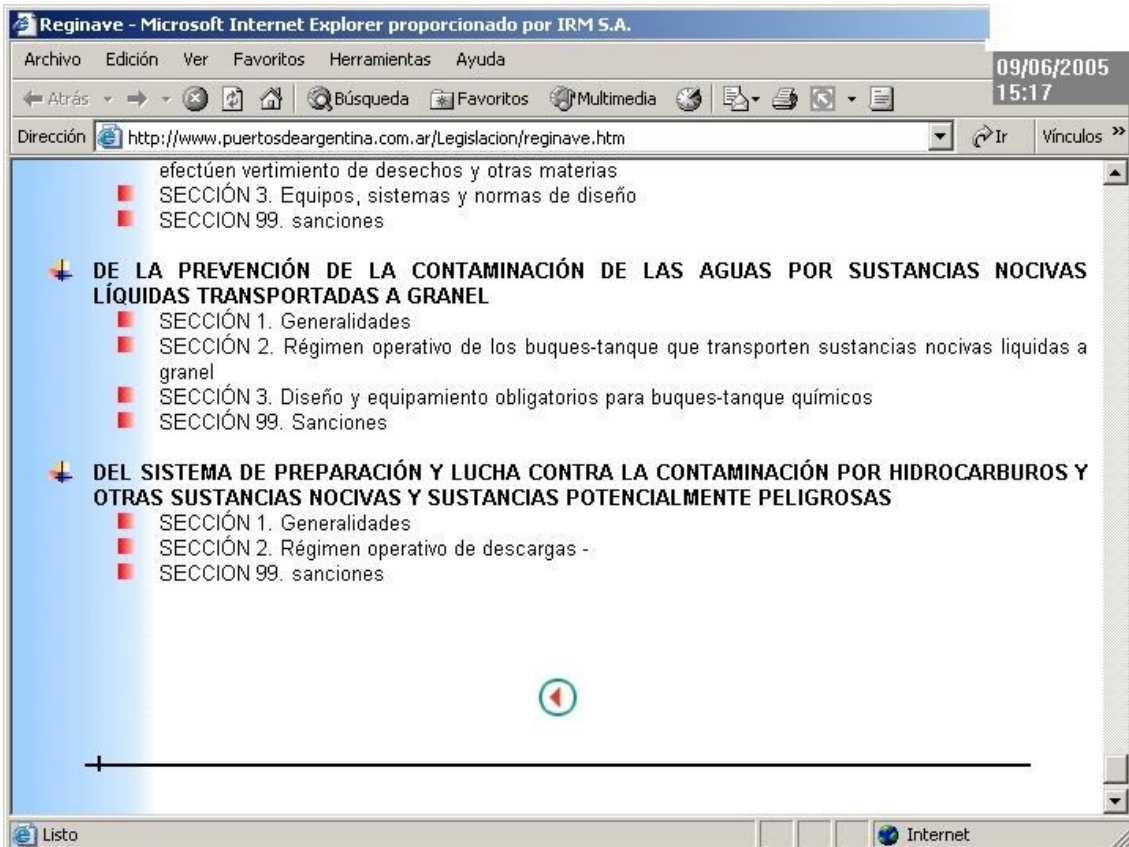 Reginave - Microsoft Internet Explorer proporcionado por IRM S.A.
Archivo Edición Ver Favoritos Herramientas Ayuda
09/06/2005
15:17
Atrás Búsqueda Favoritos Multimedia
Dirección http://www.puertosdeargentina.com.ar/Legislacion/reginave.htm Ir Vínculos »
efectúen vertimiento de desechos y otras materias
SECCIÓN 3. Equipos, sistemas y normas de diseño
SECCION 99. sanciones
DE LA PREVENCIÓN DE LA CONTAMINACIÓN DE LAS AGUAS POR SUSTANCIAS NOCIVAS
LÍQUIDAS TRANSPORTADAS A GRANEL
SECCIÓN 1. Generalidades
SECCIÓN 2. Régimen operativo de los buques-tanque que transporten sustancias nocivas liquidas a
granel
SECCIÓN 3. Diseño y equipamiento obligatorios para buques-tanque químicos
SECCIÓN 99. Sanciones
DEL SISTEMA DE PREPARACIÓN Y LUCHA CONTRA LA CONTAMINACIÓN POR HIDROCARBUROS Y
OTRAS SUSTANCIAS NOCIVAS Y SUSTANCIAS POTENCIALMENTE PELIGROSAS
SECCIÓN 1. Generalidades
SECCIÓN 2. Régimen operativo de descargas -
SECCION 99. sanciones
Listo Internet